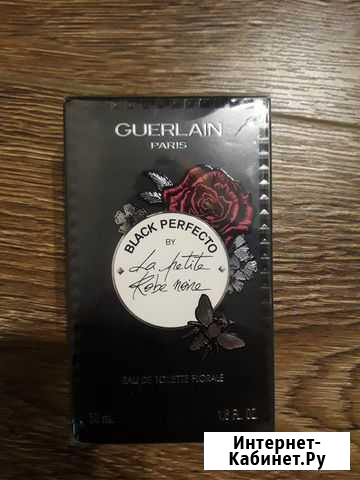 GUERLAIN
PARIS
BLACK PERFECTO
BY
La petite
Robe noire
EAU DE TOILETTE FLORALE
50 mL 1.6 FL. OZ.
Интернет-
Кабинет.Ру